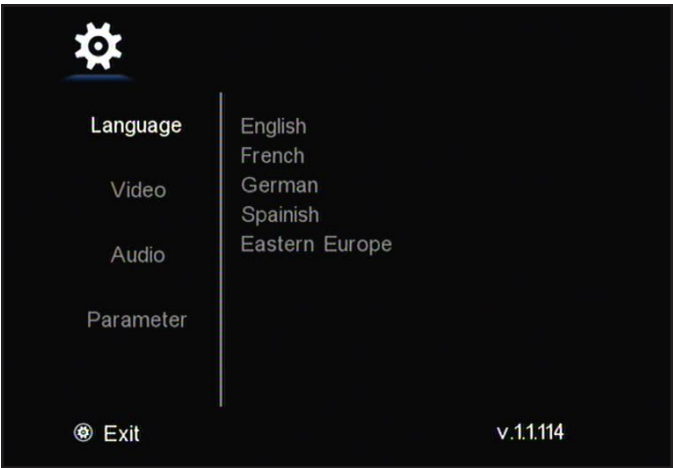 Language
Video
Audio
Parameter
English
French
German
Spainish
Eastern Europe
Exit
v.1.1.114